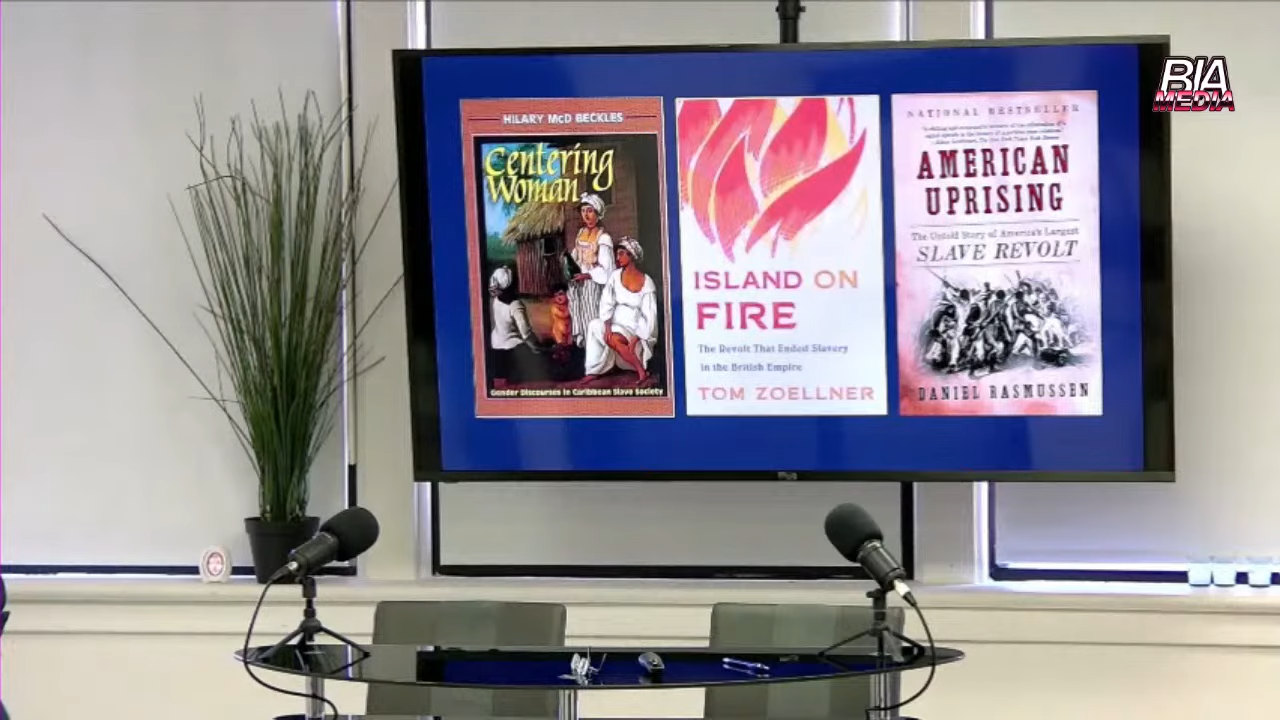 HILARY McD BECKLES
Centering
Woman
Gender Discourses in Caribbean Slave Society
ISLAND ON
FIRE
The Revolt That Ended Slavery
in the British Empire
TOM ZOELLNER
NATIONAL BESTSELLER
AMERICAN
UPRISING
The Untold Story of America's Largest
SLAVE REVOLT
DANIEL RASMUSSEN
BIA
MEDIA